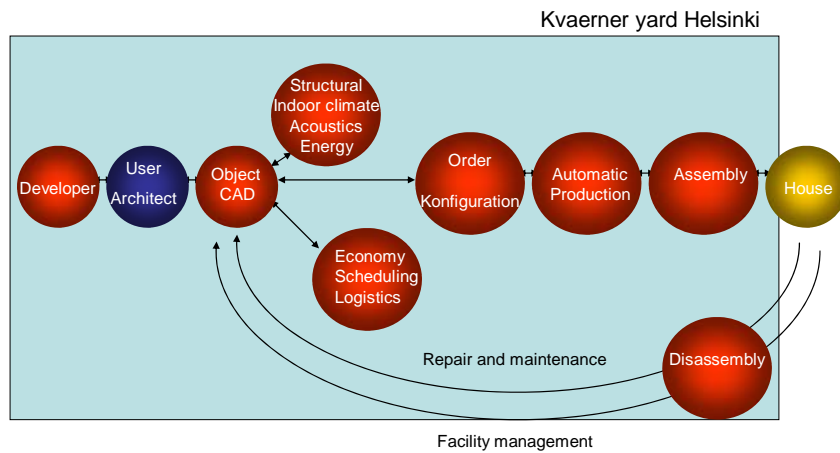 Kvaerner yard Helsinki
Structural
Indoor climate
Acoustics
Energy
Developer
User
Architect
Object
CAD
Order
Konfiguration
Automatic
Production
Assembly
House
Economy
Scheduling
Logistics
Repair and maintenance
Disassembly
Facility management